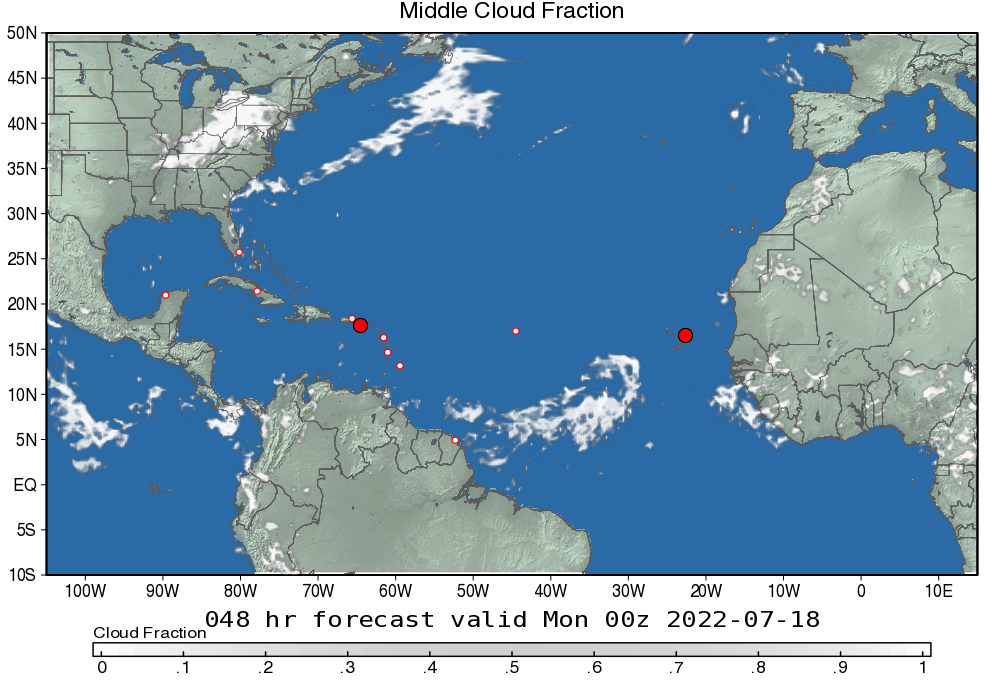 Middle Cloud Fraction
50N
45N
40N
35N
30N
25N
20N
15N
10N
5N
EQ
5S
10S
100W 90W 80W 70W 60W 50W 40W 30W 20W 10W 0 10E
048 hr forecast valid Mon 00z 2022-07-18
Cloud Fraction
0 .1 .2 .3 .4 .5 .6 .7 .8 .9 1